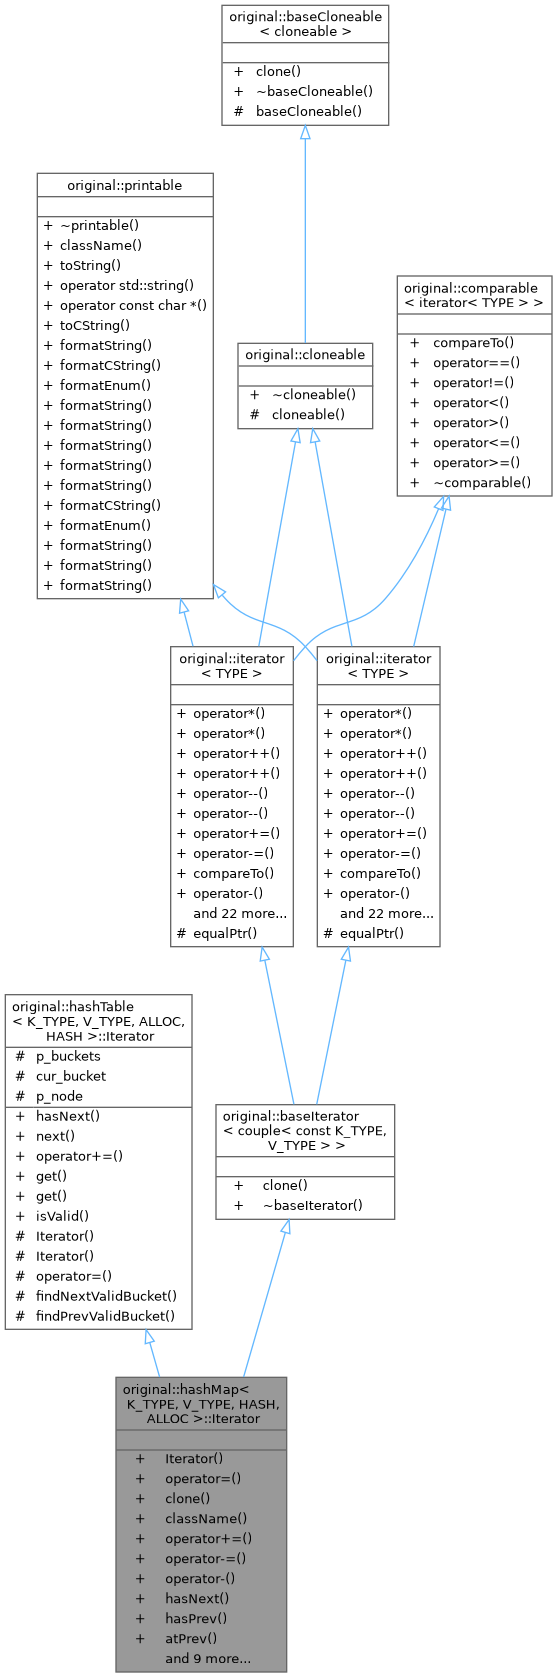 original::baseCloneable
< cloneable >
+ clone()
+ ~baseCloneable()
# baseCloneable()
original::printable
+ ~printable()
+ className()
+ toString()
+ operator std::string()
+ operator const char *()
+ toCString()
+ formatString()
+ formatCString()
+ formatEnum()
+ formatString()
+ formatString()
+ formatString()
+ formatString()
+ formatString()
+ formatCString()
+ formatEnum()
+ formatString()
+ formatString()
+ formatString()
original::comparable
< iterator< TYPE > >
+ compareTo()
+ operator==()
+ operator!=()
+ operator<()
+ operator>()
+ operator<=()
+ operator>=()
+ ~comparable()
original::cloneable
+ ~cloneable()
# cloneable()
original::iterator
< TYPE >
+ operator*()
+ operator*()
+ operator++()
+ operator++()
+ operator--()
+ operator--()
+ operator+=()
+ operator-=()
+ compareTo()
+ operator-()
and 22 more...
# equalPtr()
original::iterator
< TYPE >
+ operator*()
+ operator*()
+ operator++()
+ operator++()
+ operator--()
+ operator--()
+ operator+=()
+ operator-=()
+ compareTo()
+ operator-()
and 22 more...
# equalPtr()
original::hashTable
< K_TYPE, V_TYPE, ALLOC,
HASH >::Iterator
# p_buckets
# cur_bucket
# p_node
+ hasNext()
+ next()
+ operator+=()
+ get()
+ get()
+ isValid()
# Iterator()
# Iterator()
# operator=()
# findNextValidBucket()
# findPrevValidBucket()
original::baseIterator
< couple< const K_TYPE,
V_TYPE > >
+ clone()
+ ~baseIterator()
original::hashMap<
K_TYPE, V_TYPE, HASH,
ALLOC >::Iterator
+ Iterator()
+ operator=()
+ clone()
+ className()
+ operator+=()
+ operator-=()
+ operator-()
+ hasNext()
+ hasPrev()
+ atPrev()
and 9 more...